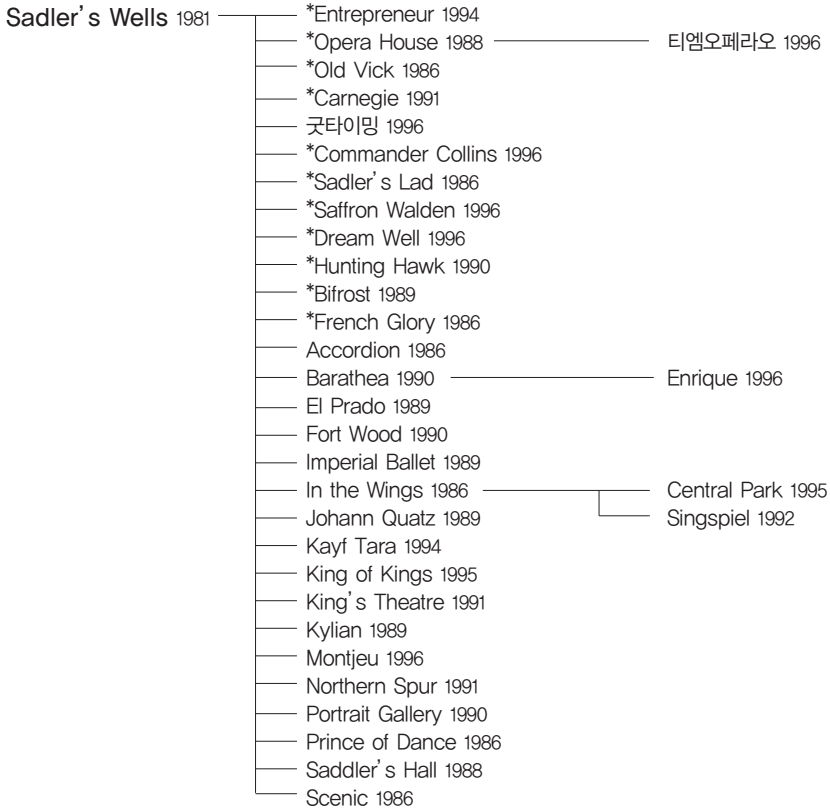 Sadler’s Wells 1981 *Entrepreneur 1994
*Opera House 1988 티엠오페라오 1996
*Old Vick 1986
*Carnegie 1991
굿타이밍 1996
*Commander Collins 1996
*Sadler’s Lad 1986
*Saffron Walden 1996
*Dream Well 1996
*Hunting Hawk 1990
*Bifrost 1989
*French Glory 1986
Accordion 1986
Barathea 1990 Enrique 1996
El Prado 1989
Fort Wood 1990
Imperial Ballet 1989
In the Wings 1986 Central Park 1995
Johann Quatz 1989 Singspiel 1992
Kayf Tara 1994
King of Kings 1995
King’s Theatre 1991
Kylian 1989
Montjeu 1996
Northern Spur 1991
Portrait Gallery 1990
Prince of Dance 1986
Saddler’s Hall 1988
Scenic 1986